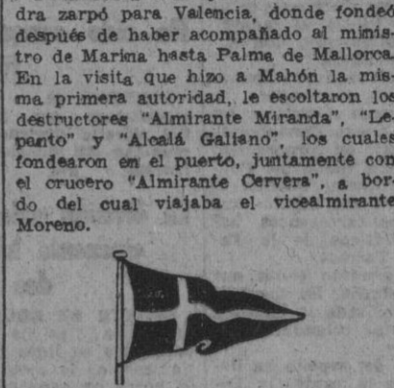 dra zarpó para Valencia, donde fondeó
después de haber acompañado al minis-
tro de Marina hasta Palma de Mallorca.
En la visita que hizo a Mahón la mis-
ma primera autoridad, le escoltaron los
destructores "Almirante Miranda", "Le-
panto" y "Alcalá Galiano", los cuales
fondearon en el puerto, juntamente con
el crucero "Almirante Cervera", a bor-
do del cual viajaba el vicealmirante
Moreno.